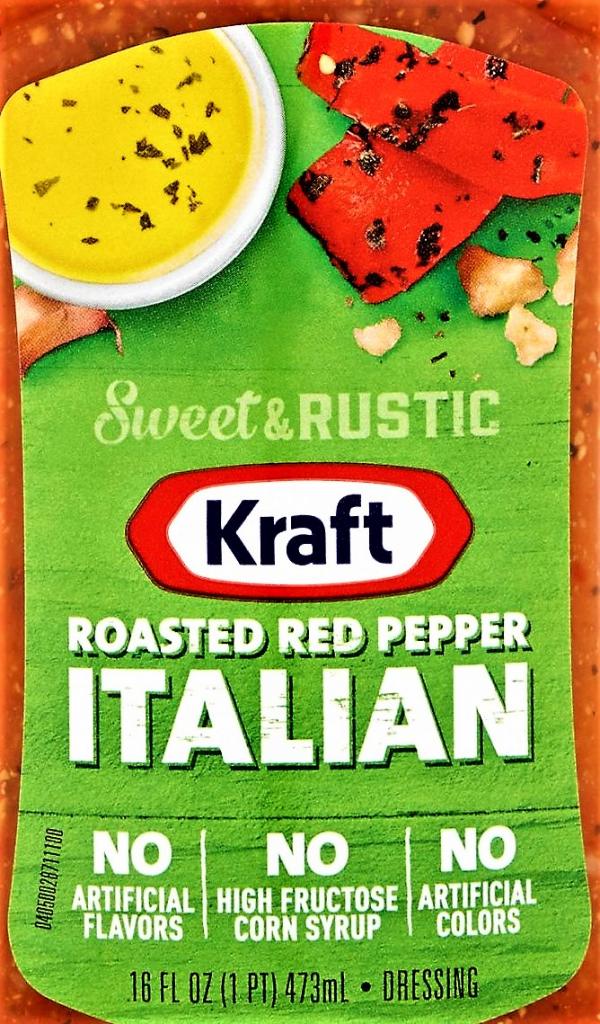 Sweet & RUSTIC
Kraft
ROASTED RED PEPPER
ITALIAN
NO
ARTIFICIAL
FLAVORS
NO
HIGH FRUCTOSE
CORN SYRUP
NO
ARTIFICIAL
COLORS
16 FL OZ (1 PT) 473mL • DRESSING